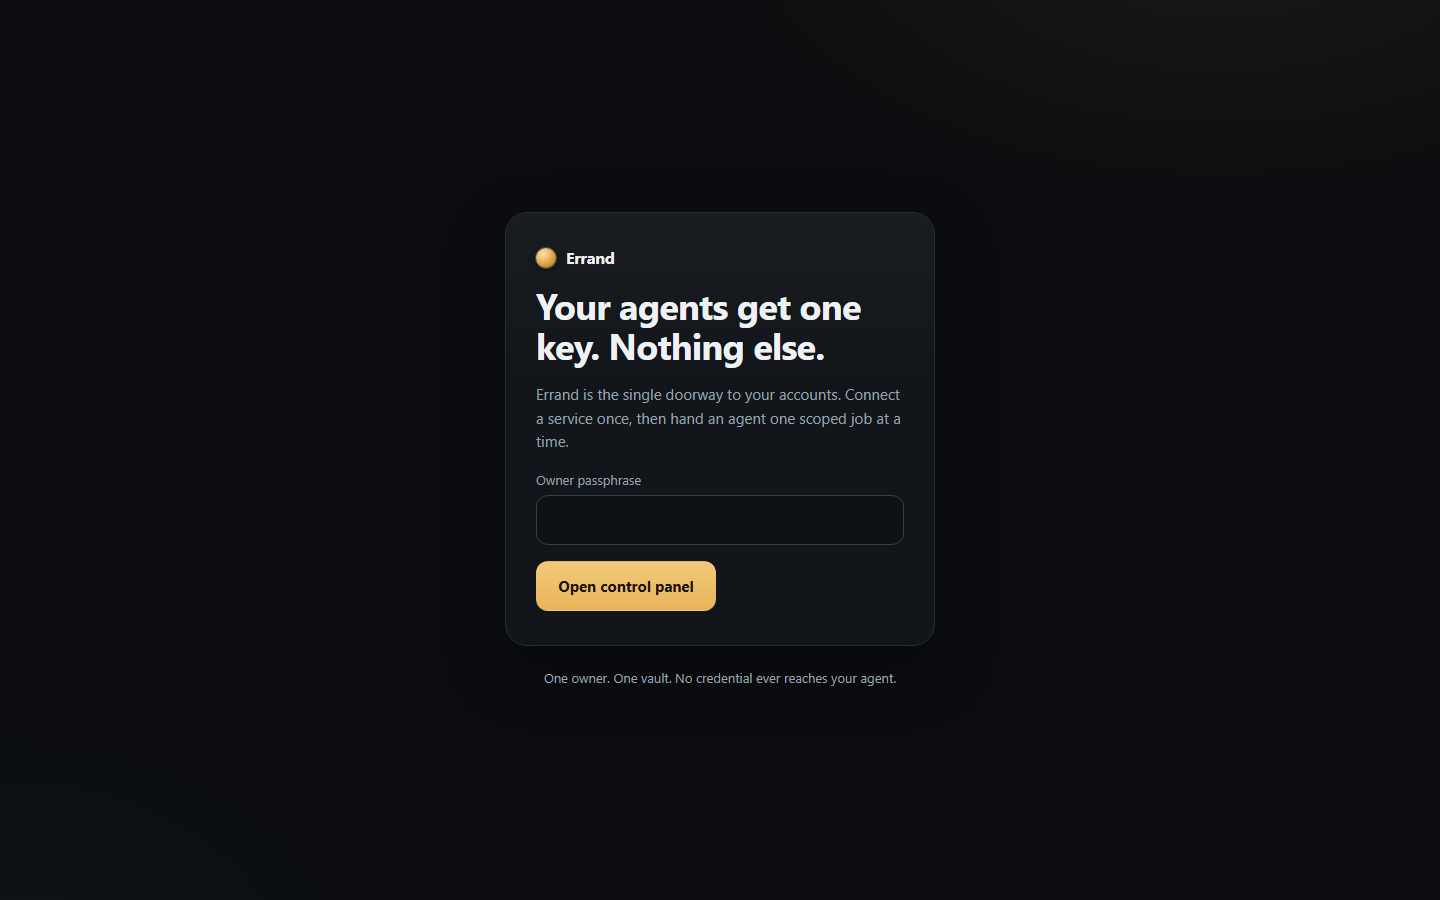 Errand
Your agents get one
key. Nothing else.
Errand is the single doorway to your accounts. Connect
a service once, then hand an agent one scoped job at a
time.
Owner passphrase
Open control panel
One owner. One vault. No credential ever reaches your agent.